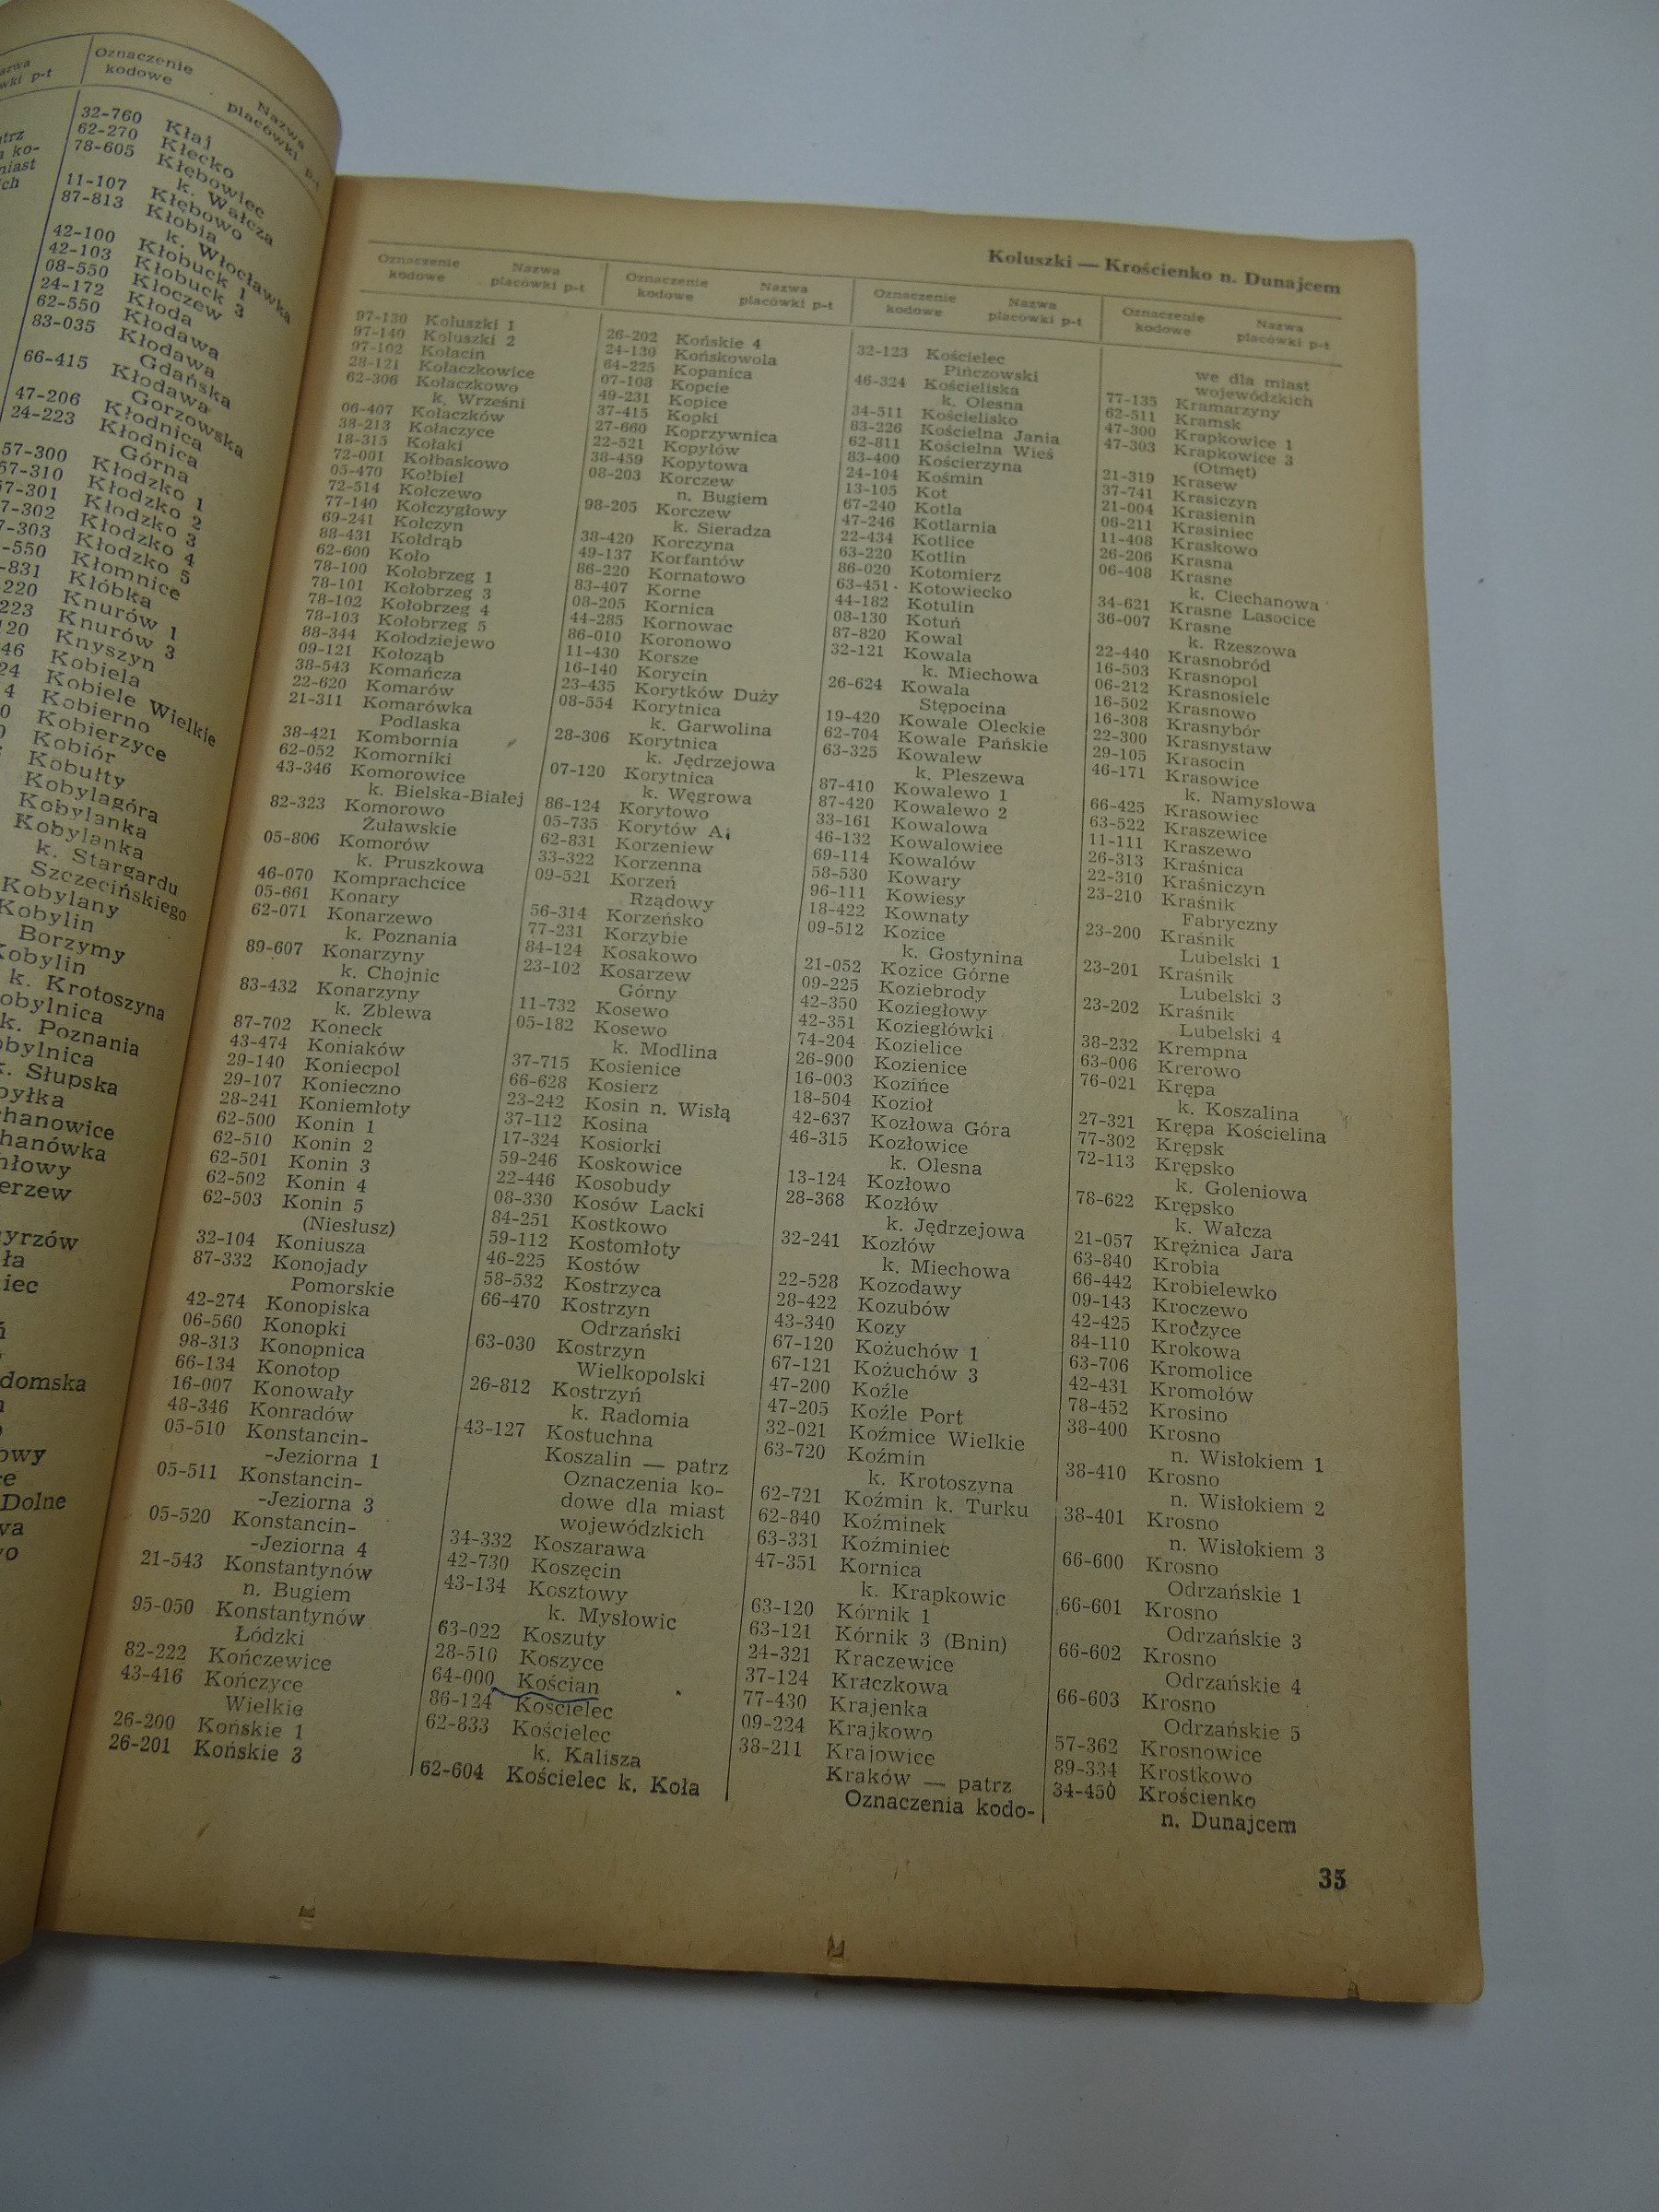 Oznaczenie
kodowe
Nazwa
placówki p-t
32-760 Kłaj
62-270 Kłecko
78-605 Kłębowiec
k. Wałcza
11-107 Kłębowo
87-813 Kłobia
k. Włocławka
42-100 Kłobuck 1
42-103 Kłobuck 3
08-550 Kłoczew
24-172 Kłoda
62-550 Kłodawa
83-035 Kłodawa
Gdańska
66-415 Kłodawa
Gorzowska
47-206 Kłodnica
24-223 Kłodnica
Górna
57-300 Kłodzko 1
57-310 Kłodzko 2
57-301 Kłodzko 3
7-302 Kłodzko 4
7-303 Kłodzko 5
-550 Kłomnice
-831 Kłóbka
220 Knurów 1
223 Knurów 3
120 Knyszyn
46 Kobiela
24 Kobiele Wielkie
4 Kobierno
0 Kobierzyce
Kobiór
Kobułty
Kobylagóra
Kobylanka
Kobylanka
k. Stargardu
Szczecińskiego
Kobylany
Kobylin
Borzymy
Kobylin
k. Krotoszyna
obylnica
k. Poznania
obylnica
k. Słupska
byłka
chanowice
hanówka
hłowy
erzew
yrzów
ła
iec
domska
owy
Dolne
Koluszki — Krościenko n. Dunajcem
Oznaczenie
kodowe
Nazwa
placówki p-t
97-130 Koluszki 1
97-140 Koluszki 2
97-102 Kołacin
28-121 Kołaczkowice
62-306 Kołaczkowo
k. Wrześni
06-407 Kołaczków
38-213 Kołaczyce
18-315 Kołaki
72-001 Kołbaskowo
05-470 Kołbiel
72-514 Kołczewo
77-140 Kołczygłowy
69-241 Kołczyn
88-431 Kołdrąb
62-600 Koło
78-100 Kołobrzeg 1
78-101 Kołobrzeg 3
78-102 Kołobrzeg 4
78-103 Kołobrzeg 5
88-344 Kołodziejewo
09-121 Kołoząb
38-543 Komańcza
22-620 Komarów
21-311 Komarówka
Podlaska
38-421 Kombornia
62-052 Komorniki
43-346 Komorowice
k. Bielska-Białej
82-323 Komorowo
Żuławskie
05-806 Komorów
k. Pruszkowa
46-070 Komprachcice
05-661 Konary
62-071 Konarzewo
k. Poznania
89-607 Konarzyny
k. Chojnic
83-432 Konarzyny
k. Zblewa
87-702 Koneck
43-474 Koniaków
29-140 Koniecpol
29-107 Konieczno
28-241 Koniemłoty
62-500 Konin 1
62-510 Konin 2
62-501 Konin 3
62-502 Konin 4
62-503 Konin 5
(Niesłusz)
32-104 Koniusza
87-332 Konojady
Pomorskie
42-274 Konopiska
06-560 Konopki
98-313 Konopnica
66-134 Konotop
16-007 Konowały
48-346 Konradów
05-510 Konstancin-
-Jeziorna 1
05-511 Konstancin-
-Jeziorna 3
05-520 Konstancin-
-Jeziorna 4
21-543 Konstantynów
n. Bugiem
95-050 Konstantynów
Łódzki
82-222 Kończewice
43-416 Kończyce
Wielkie
26-200 Końskie 1
26-201 Końskie 3
Oznaczenie
kodowe
Nazwa
placówki p-t
26-202 Końskie 4
24-130 Końskowola
64-225 Kopanica
07-108 Kopcie
49-231 Kopice
37-415 Kopki
27-660 Koprzywnica
22-521 Kopyłów
38-459 Kopytowa
08-203 Korczew
n. Bugiem
98-205 Korczew
k. Sieradza
38-420 Korczyna
49-137 Korfantów
86-220 Kornatowo
83-407 Korne
08-205 Kornica
44-285 Kornowac
86-010 Koronowo
11-430 Korsze
16-140 Korycin
23-435 Korytków Duży
08-554 Korytnica
k. Garwolina
28-306 Korytnica
k. Jędrzejowa
07-120 Korytnica
k. Węgrowa
86-124 Korytowo
05-735 Korytów A
62-831 Korzeniew
33-322 Korzenna
09-521 Korzeń
Rządowy
56-314 Korzeńsko
77-231 Korzybie
84-124 Kosakowo
23-102 Kosarzew
Górny
11-732 Kosewo
05-182 Kosewo
k. Modlina
37-715 Kosienice
66-628 Kosierz
23-242 Kosin n. Wisłą
37-112 Kosina
17-324 Kosiorki
59-246 Koskowice
22-446 Kosobudy
08-330 Kosów Lacki
84-251 Kostkowo
59-112 Kostomłoty
46-225 Kostów
58-532 Kostrzyca
66-470 Kostrzyn
Odrzański
63-030 Kostrzyn
Wielkopolski
26-812 Kostrzyń
k. Radomia
43-127 Kostuchna
Koszalin — patrz
Oznaczenia ko-
dowe dla miast
wojewódzkich
34-332 Koszarawa
42-730 Koszęcin
43-134 Kosztowy
k. Mysłowic
63-022 Koszuty
28-510 Koszyce
64-000 Kościan
86-124 Kościelec
62-833 Kościelec
k. Kalisza
62-604 Kościelec k. Koła
Oznaczenie
kodowe
Nazwa
placówki p-t
32-123 Kościelec
Pińczowski
46-324 Kościeliska
k. Olesna
34-511 Kościelisko
83-226 Kościelna Jania
62-811 Kościelna Wieś
83-400 Kościerzyna
24-104 Kośmin
13-105 Kot
67-240 Kotla
47-246 Kotlarnia
22-434 Kotlice
63-220 Kotlin
86-020 Kotomierz
63-451 Kotowiecko
44-182 Kotulin
08-130 Kotuń
87-820 Kowal
32-121 Kowala
k. Miechowa
26-624 Kowala
Stępocina
19-420 Kowale Oleckie
62-704 Kowale Pańskie
63-325 Kowalew
k. Pleszewa
87-410 Kowalewo 1
87-420 Kowalewo 2
33-161 Kowalowa
46-132 Kowalowice
69-114 Kowalów
58-530 Kowary
96-111 Kowiesy
18-422 Kownaty
09-512 Kozice
k. Gostynina
21-052 Kozice Górne
09-225 Koziebrody
42-350 Koziegłowy
42-351 Koziegłówki
74-204 Kozielice
26-900 Kozienice
16-003 Kozińce
18-504 Kozioł
42-637 Kozłowa Góra
46-315 Kozłowice
k. Olesna
13-124 Kozłowo
28-368 Kozłów
k. Jędrzejowa
32-241 Kozłów
k. Miechowa
22-528 Kozodawy
28-422 Kozubów
43-340 Kozy
67-120 Kożuchów 1
67-121 Kożuchów 3
47-200 Koźle
47-205 Koźle Port
32-021 Koźmice Wielkie
63-720 Koźmin
k. Krotoszyna
62-721 Koźmin k. Turku
62-840 Koźminek
63-331 Koźminiec
47-351 Kornica
k. Krapkowic
63-120 Kórnik 1
63-121 Kórnik 3 (Bnin)
24-321 Kraczewice
37-124 Kraczkowa
77-430 Krajenka
09-224 Krajkowo
38-211 Krajowice
Kraków — patrz
Oznaczenia kodo-
Oznaczenie
kodowe
Nazwa
placówki p-t
we dla miast
wojewódzkich
77-135 Kramarzyny
62-511 Kramsk
47-300 Krapkowice 1
47-303 Krapkowice 3
(Otmęt)
21-319 Krasew
37-741 Krasiczyn
21-004 Krasienin
06-211 Krasiniec
11-408 Kraskowo
26-206 Krasna
06-408 Krasne
k. Ciechanowa
34-621 Krasne Lasocice
36-007 Krasne
k. Rzeszowa
22-440 Krasnobród
16-503 Krasnopol
06-212 Krasnosielc
16-502 Krasnowo
16-308 Krasnybór
22-300 Krasnystaw
29-105 Krasocin
46-171 Krasowice
k. Namysłowa
66-425 Krasowiec
63-522 Kraszewice
11-111 Kraszewo
26-313 Kraśnica
22-310 Kraśniczyn
23-210 Kraśnik
Fabryczny
23-200 Kraśnik
Lubelski 1
23-201 Kraśnik
Lubelski 3
23-202 Kraśnik
Lubelski 4
38-232 Krempna
63-006 Krerowo
76-021 Krępa
k. Koszalina
27-321 Krępa Kościelina
77-302 Krępsk
72-113 Krępsko
k. Goleniowa
78-622 Krępsko
k. Wałcza
21-057 Krężnica Jara
63-840 Krobia
66-442 Krobielewko
09-143 Kroczewo
42-425 Kroczyce
84-110 Krokowa
63-706 Kromolice
42-431 Kromołów
78-452 Krosino
38-400 Krosno
n. Wisłokiem 1
38-410 Krosno
n. Wisłokiem 2
38-401 Krosno
n. Wisłokiem 3
66-600 Krosno
Odrzańskie 1
66-601 Krosno
Odrzańskie 3
66-602 Krosno
Odrzańskie 4
66-603 Krosno
Odrzańskie 5
57-362 Krosnowice
89-334 Krostkowo
34-450 Krościenko
n. Dunajcem
35